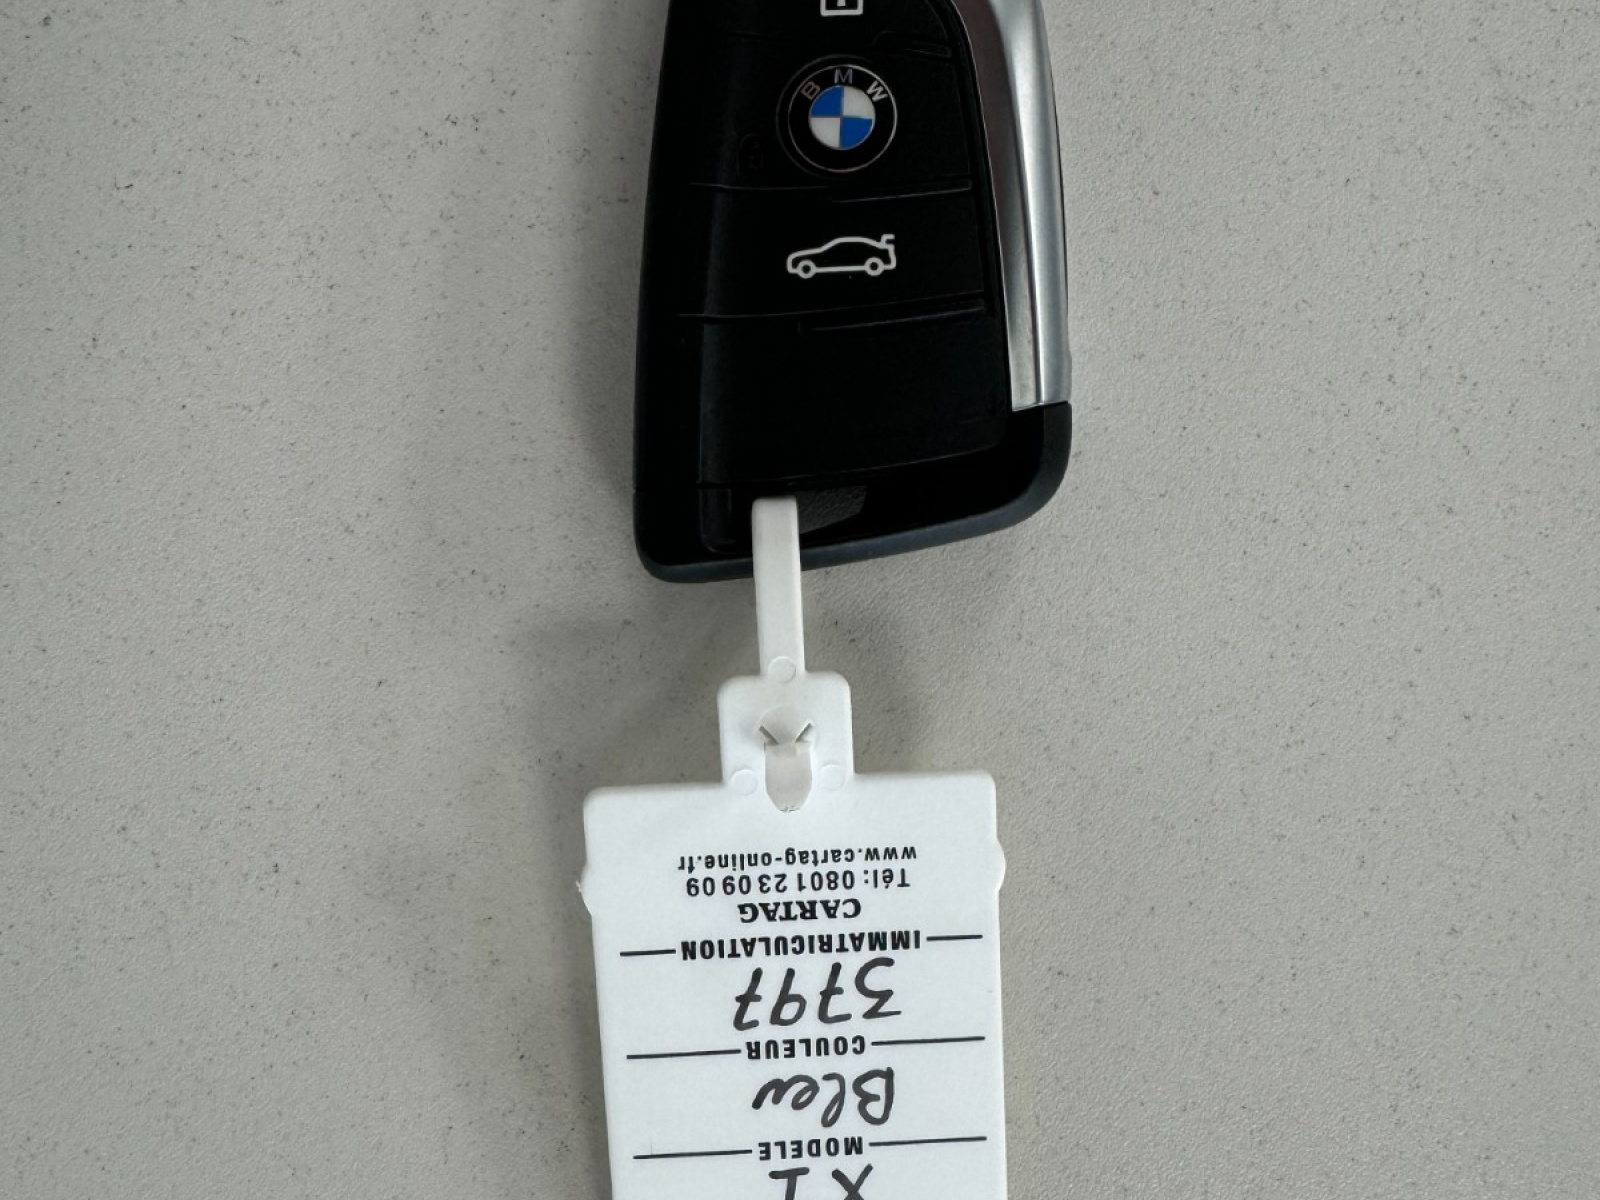 BMW
www.cartag-online.fr
Tél: 0801 23 09 09
CARTAG
IMMATRICULATION
3797
COULEUR
Bleu
MODELE
X1